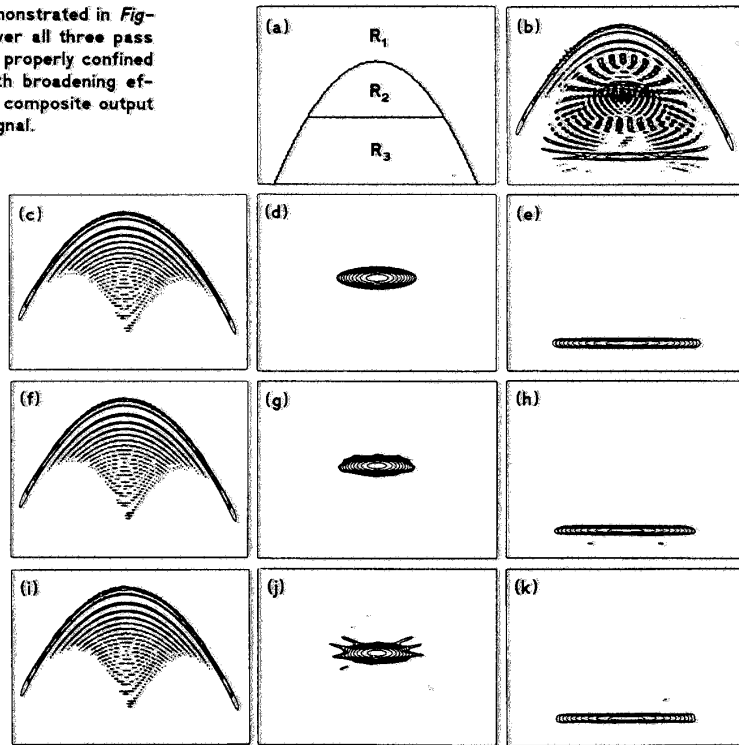 monstrated in Fig-
ver all three pass
properly confined
th broadening ef-
composite output
gnal.
(a)
R1
R2
R3
(b)
(c)
(d)
(e)
(f)
(g)
(h)
(i)
(j)
(k)